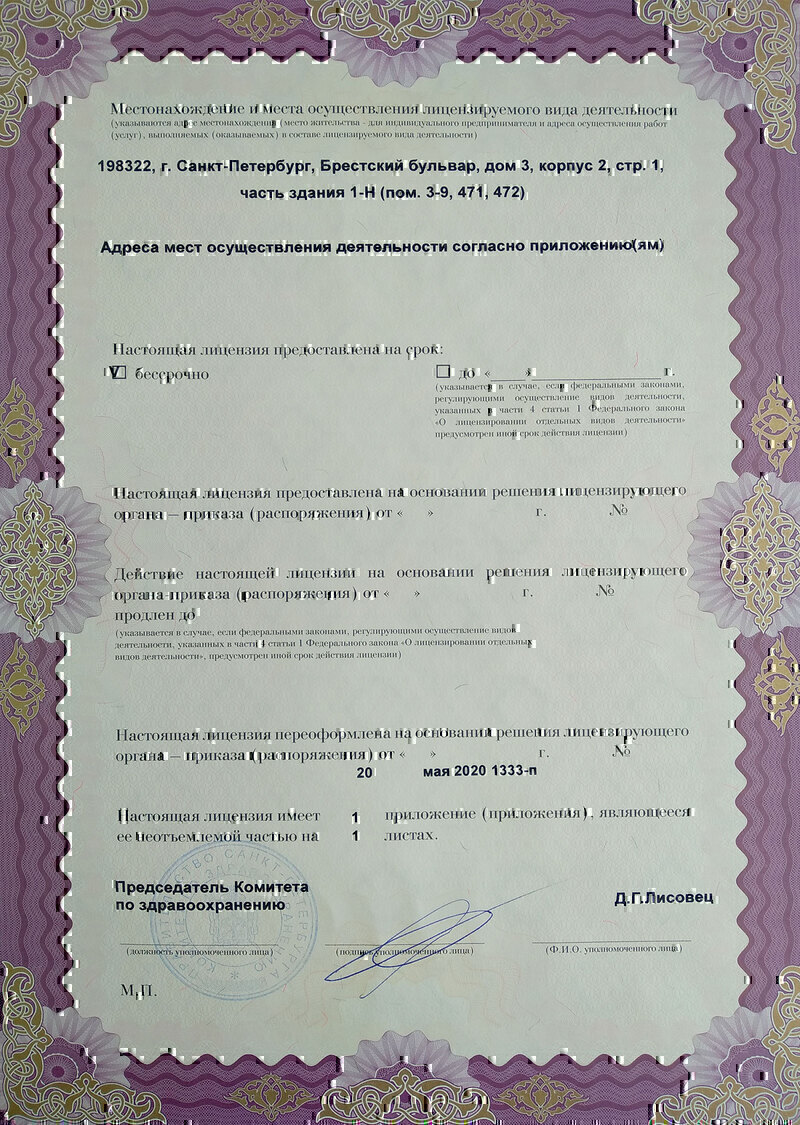 Местонахождение и места осуществления лицензируемого вида деятельности
(указываются адрес местонахождения (место жительства - для индивидуального предпринимателя и адреса осуществления работ
(услуг), выполняемых (оказываемых) в составе лицензируемого вида деятельности)
198322, г. Санкт-Петербург, Брестский бульвар, дом 3, корпус 2, стр. 1,
часть здания 1-Н (пом. 3-9, 471, 472)
Адреса мест осуществления деятельности согласно приложению(ям)
Настоящая лицензия предоставлена на срок:
V бессрочно
до « » г.
(указывается в случае, если федеральными законами,
регулирующими осуществление видов деятельности,
указанных в части 4 статьи 1 Федерального закона
«О лицензировании отдельных видов деятельности»
предусмотрен иной срок действия лицензии)
Настоящая лицензия предоставлена на основании решения лицензирующего
органа – приказа (распоряжения) от « » г. №
Действие настоящей лицензии на основании решения лицензирующего
органа-приказа (распоряжения) от « » г. №
продлен до
(указывается в случае, если федеральными законами, регулирующими осуществление видов
деятельности, указанных в части 4 статьи 1 Федерального закона «О лицензировании отдельных
видов деятельности», предусмотрен иной срок действия лицензии)
Настоящая лицензия переоформлена на основании решения лицензирующего
органа – приказа (распоряжения) от « » г. №
20 мая 2020 1333-п
Настоящая лицензия имеет 1 приложение (приложения), являющееся
ее неотъемлемой частью на 1 листах.
Председатель Комитета
по здравоохранению
Д.Г.Лисовец
(должность уполномоченного лица) (подпись уполномоченного лица) (Ф.И.О. уполномоченного лица)
М.П.